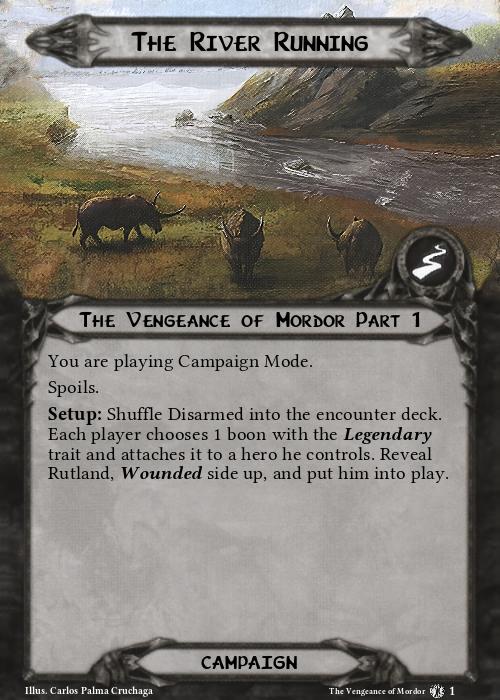 The River Running
The Vengeance of Mordor Part 1
You are playing Campaign Mode.
Spoils.
Setup: Shuffle Disarmed into the encounter deck.
Each player chooses 1 boon with the Legendary
trait and attaches it to a hero he controls. Reveal
Rutland, Wounded side up, and put him into play.
CAMPAIGN
Illus. Carlos Palma Cruchaga
The Vengeance of Mordor 1